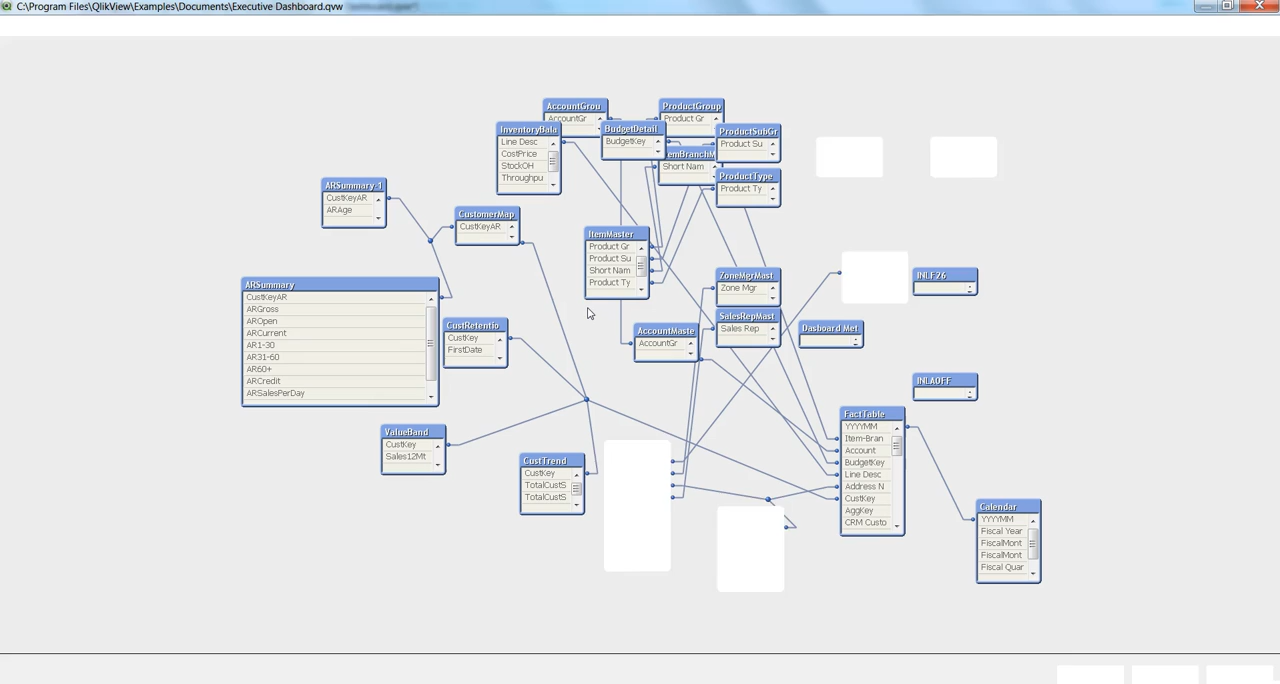 C:\Program Files\QlikView\Examples\Documents\Executive Dashboard.qvw
AccountGrou
AccountGr
ProductGroup
Product Gr
InventoryBala
Line Desc
CostPrice
StockOH
Throughpu
BudgetDetail
BudgetKey
ProductSubGr
Product Su
Short Nam
ProductType
Product Ty
ARSummary-1
CustKeyAR
ARAge
CustomerMap
CustKeyAR
ItemMaster
Product Gr
Product Su
Short Nam
Product Ty
ZoneMgrMast
Zone Mgr
INLF26
ARSummary
CustKeyAR
ARGross
AROpen
ARCurrent
AR1-30
AR31-60
AR60+
ARCredit
ARSalesPerDay
CustRetentio
CustKey
FirstDate
SalesRepMast
Sales Rep
AccountMaste
AccountGr
Dasboard Met
INLAOFF
FactTable
YYYYMM
Item-Bran
Account
BudgetKey
Line Desc
Address N
CustKey
AggKey
CRM Custo
ValueBand
CustKey
Sales12Mt
CustTrend
CustKey
TotalCustS
TotalCustS
Calendar
YYYYMM
Fiscal Year
FiscalMont
FiscalMont
Fiscal Quar